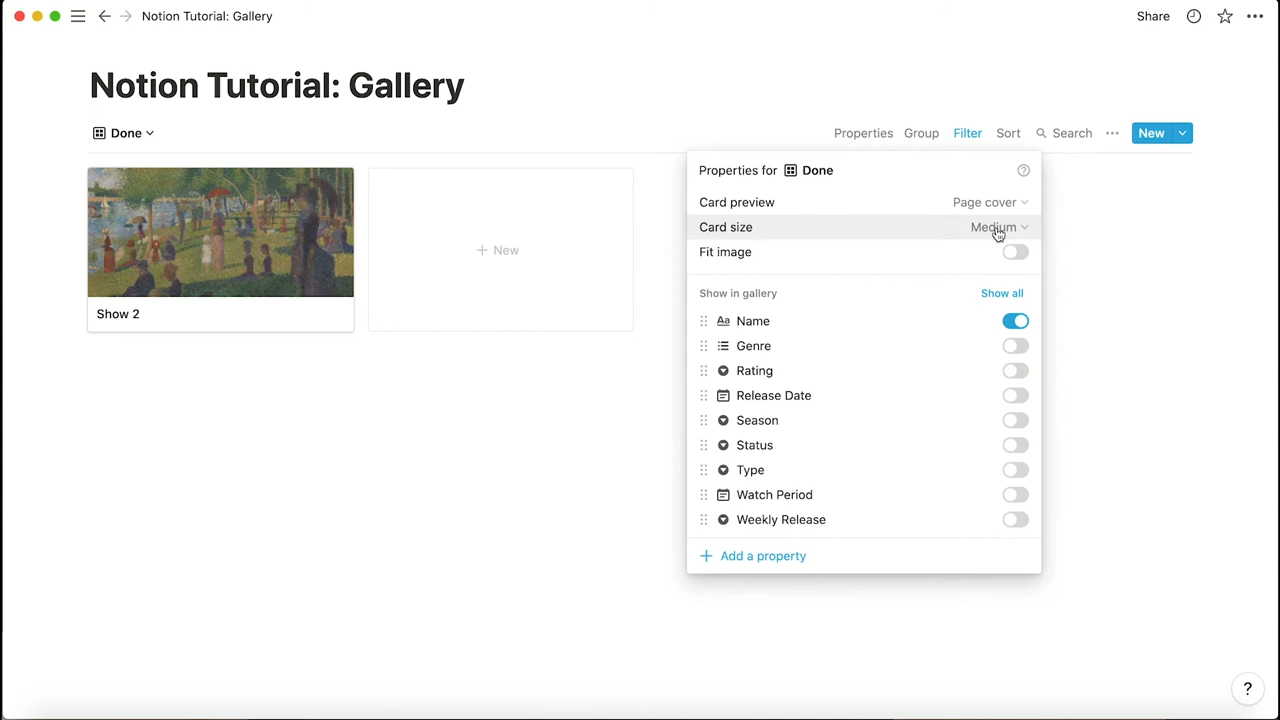 Notion Tutorial: Gallery
Share
Notion Tutorial: Gallery
Done
Properties Group Filter Sort Search New
Properties for Done
Card preview Page cover
Card size Medium
Fit image
Show in gallery Show all
Aa Name
Genre
Rating
Release Date
Season
Status
Type
Watch Period
Weekly Release
+ Add a property
Show 2
+ New
?